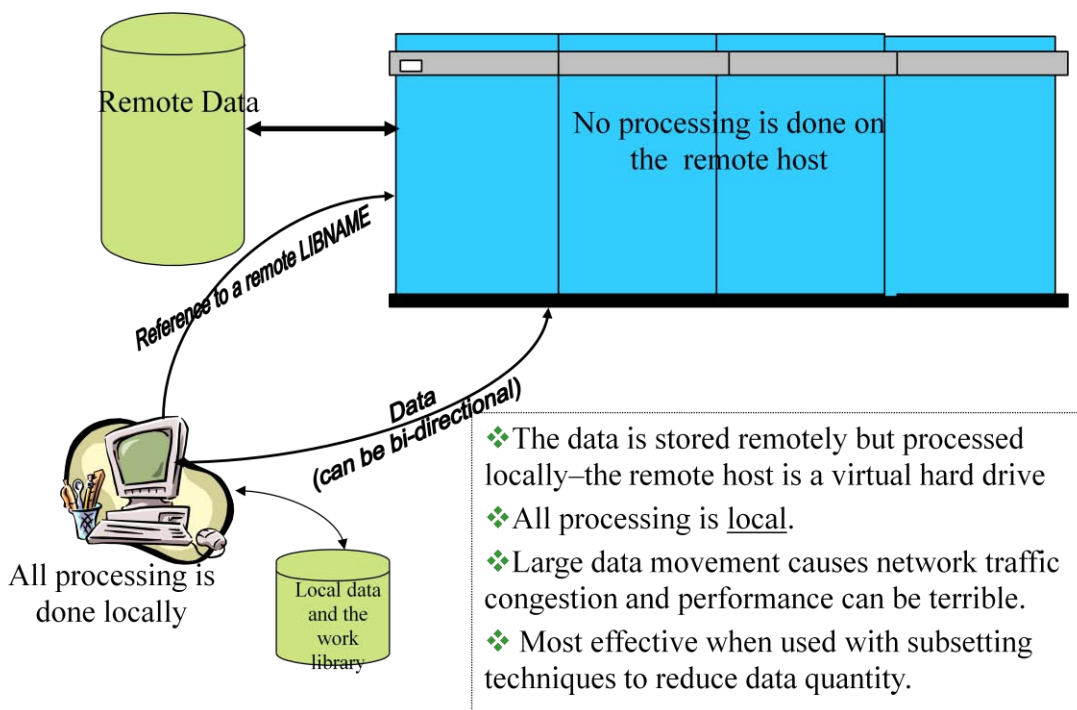 Remote Data
No processing is done on
the remote host
Reference to a remote LIBNAME
Data
(can be bi-directional)
All processing is
done locally
Local data
and the
work
library
❖The data is stored remotely but processed
locally–the remote host is a virtual hard drive
❖All processing is local.
❖Large data movement causes network traffic
congestion and performance can be terrible.
❖ Most effective when used with subsetting
techniques to reduce data quantity.